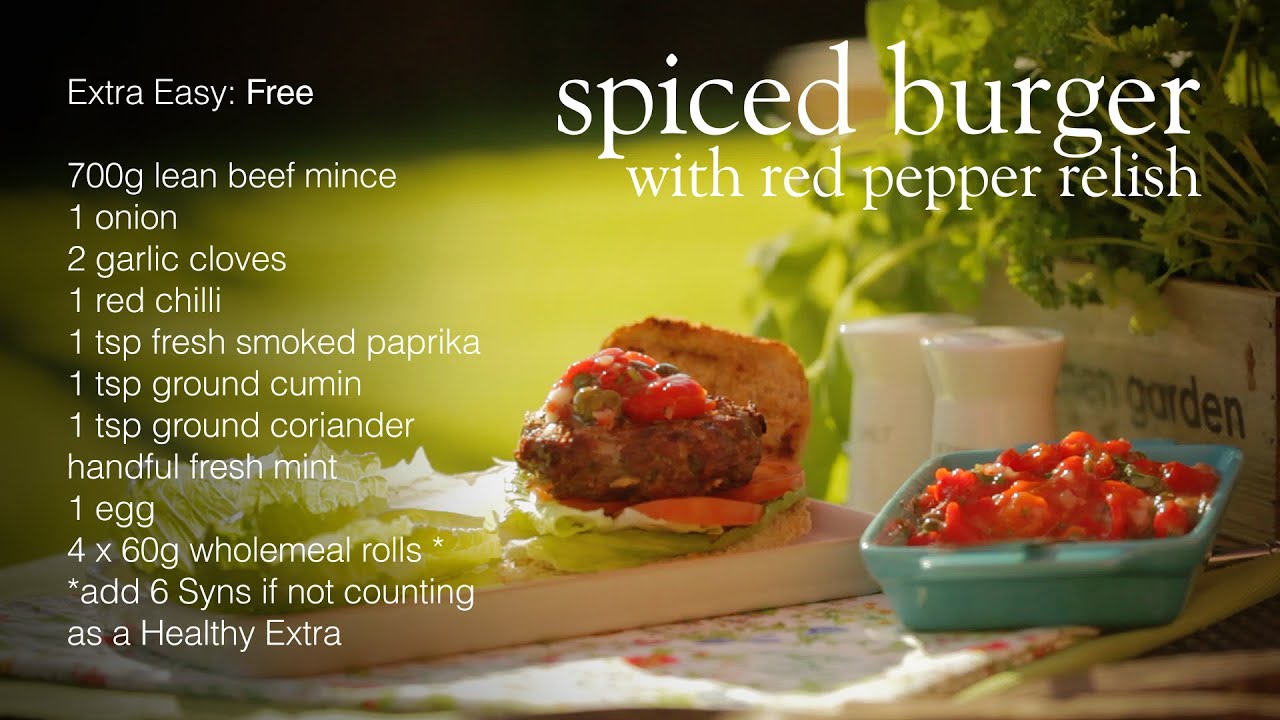 Extra Easy: Free
spiced burger
with red pepper relish
700g lean beef mince
1 onion
2 garlic cloves
1 red chilli
1 tsp fresh smoked paprika
1 tsp ground cumin
1 tsp ground coriander
handful fresh mint
1 egg
4 x 60g wholemeal rolls *
*add 6 Syns if not counting
as a Healthy Extra
garden